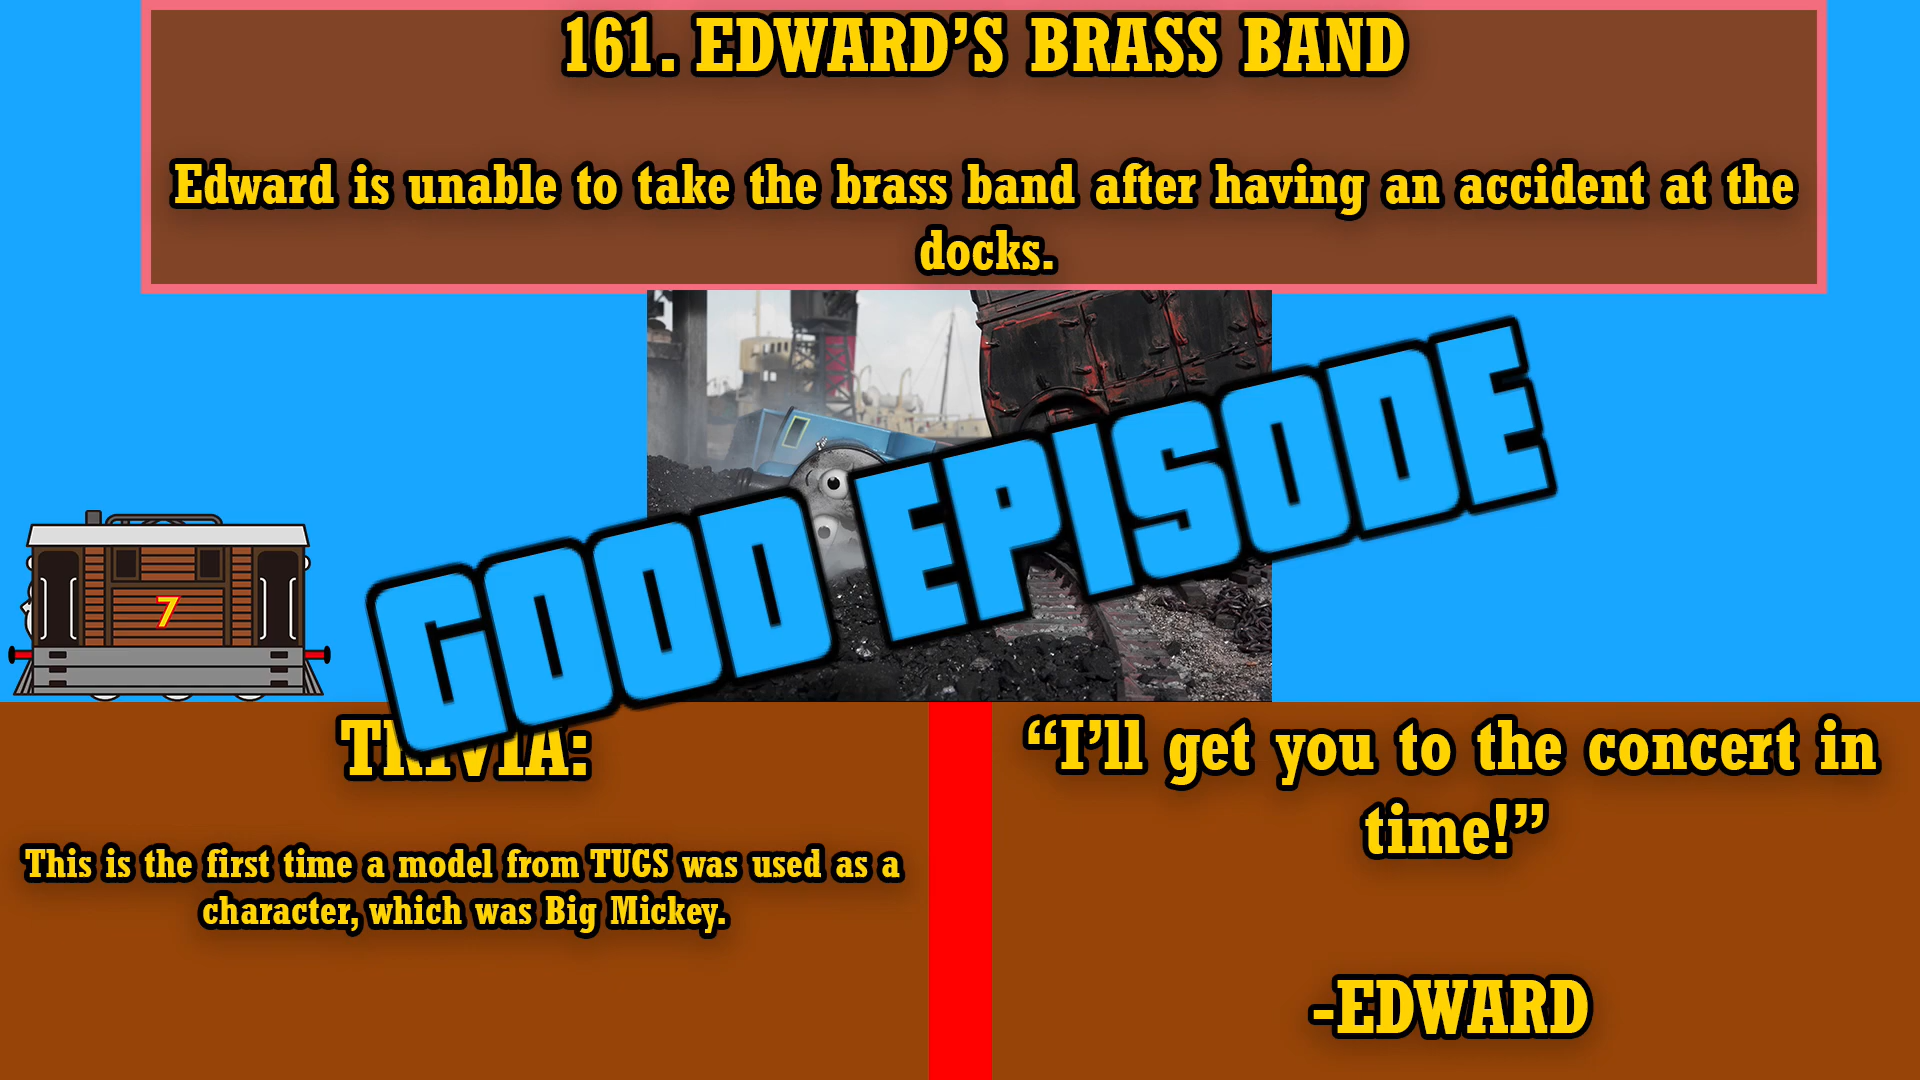 161. EDWARD’S BRASS BAND
Edward is unable to take the brass band after having an accident at the
docks.
GOOD EPISODE
7
TRIVIA:
This is the first time a model from TUGS was used as a
character, which was Big Mickey.
“I’ll get you to the concert in
time!”
-EDWARD